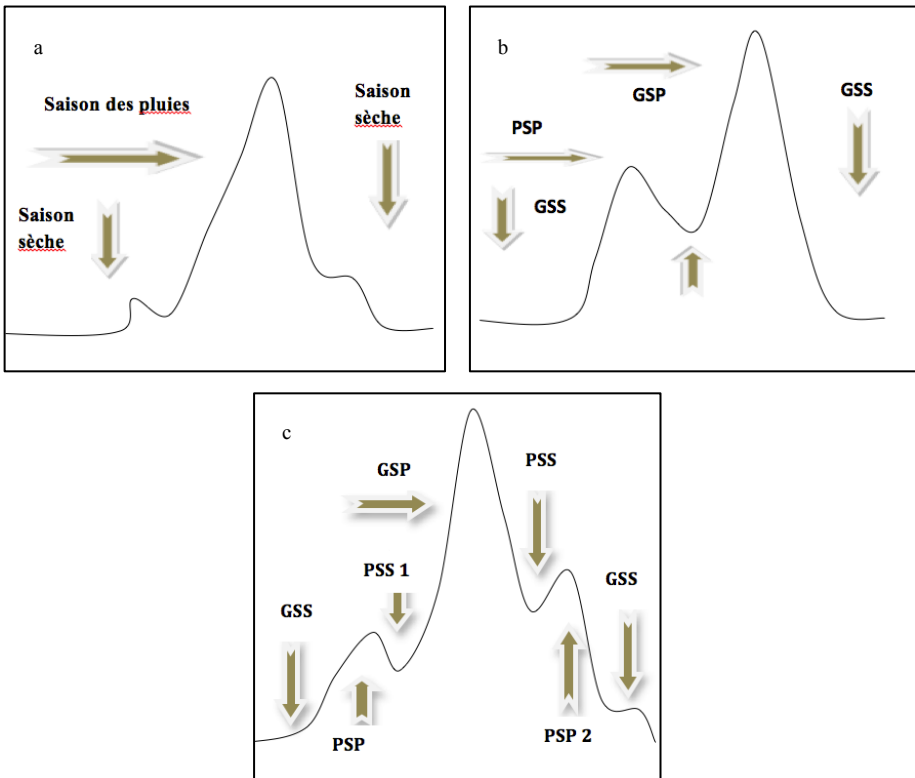 a
Saison des pluies
Saison
sèche
Saison
sèche
b
GSP
GSS
PSP
GSS
c
GSP
PSS
PSS 1
GSS
GSS
PSP
PSP 2